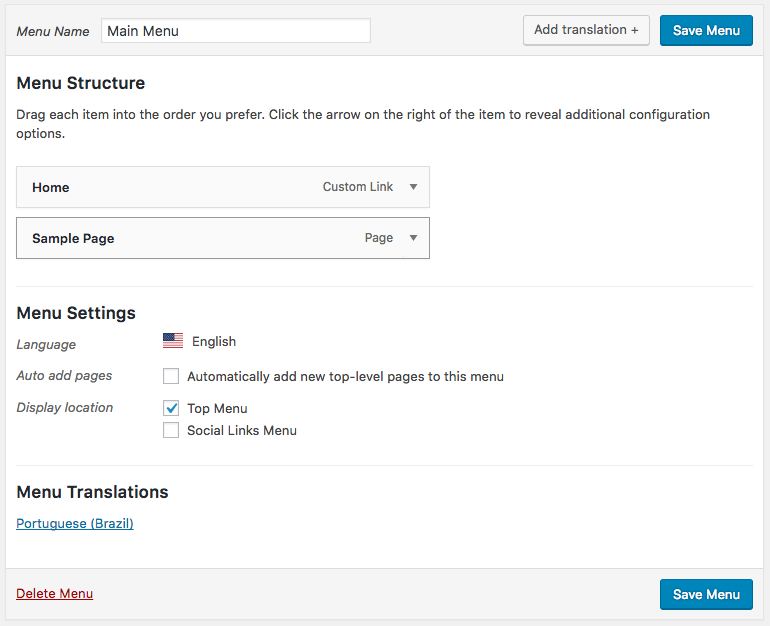 Menu Name Main Menu Add translation + Save Menu
Menu Structure
Drag each item into the order you prefer. Click the arrow on the right of the item to reveal additional configuration
options.
Home Custom Link
Sample Page Page
Menu Settings
Language English
Auto add pages Automatically add new top-level pages to this menu
Display location Top Menu
Social Links Menu
Menu Translations
Portuguese (Brazil)
Delete Menu Save Menu